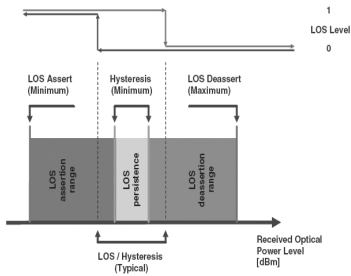 1
LOS Level
0
LOS Assert
(Minimum)
Hysteresis
(Minimum)
LOS Deassert
(Maximum)
LOS
assertion
range
LOS
persistence
LOS
deassertion
range
Received Optical
Power Level
[dBm]
LOS / Hysteresis
(Typical)